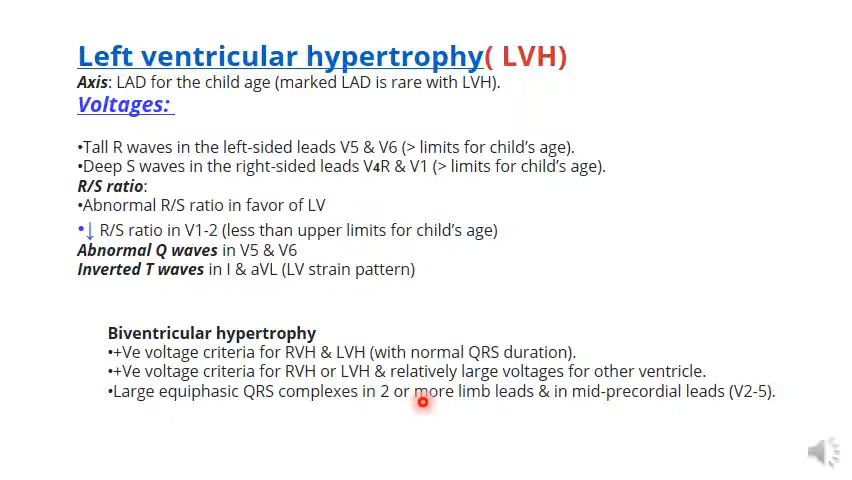 Left ventricular hypertrophy( LVH)
Axis: LAD for the child age (marked LAD is rare with LVH).
Voltages:
•Tall R waves in the left-sided leads V5 & V6 (> limits for child’s age).
•Deep S waves in the right-sided leads V4R & V1 (> limits for child’s age).
R/S ratio:
•Abnormal R/S ratio in favor of LV
•↓ R/S ratio in V1-2 (less than upper limits for child’s age)
Abnormal Q waves in V5 & V6
Inverted T waves in I & aVL (LV strain pattern)
Biventricular hypertrophy
•+Ve voltage criteria for RVH & LVH (with normal QRS duration).
•+Ve voltage criteria for RVH or LVH & relatively large voltages for other ventricle.
•Large equiphasic QRS complexes in 2 or more limb leads & in mid-precordial leads (V2-5).